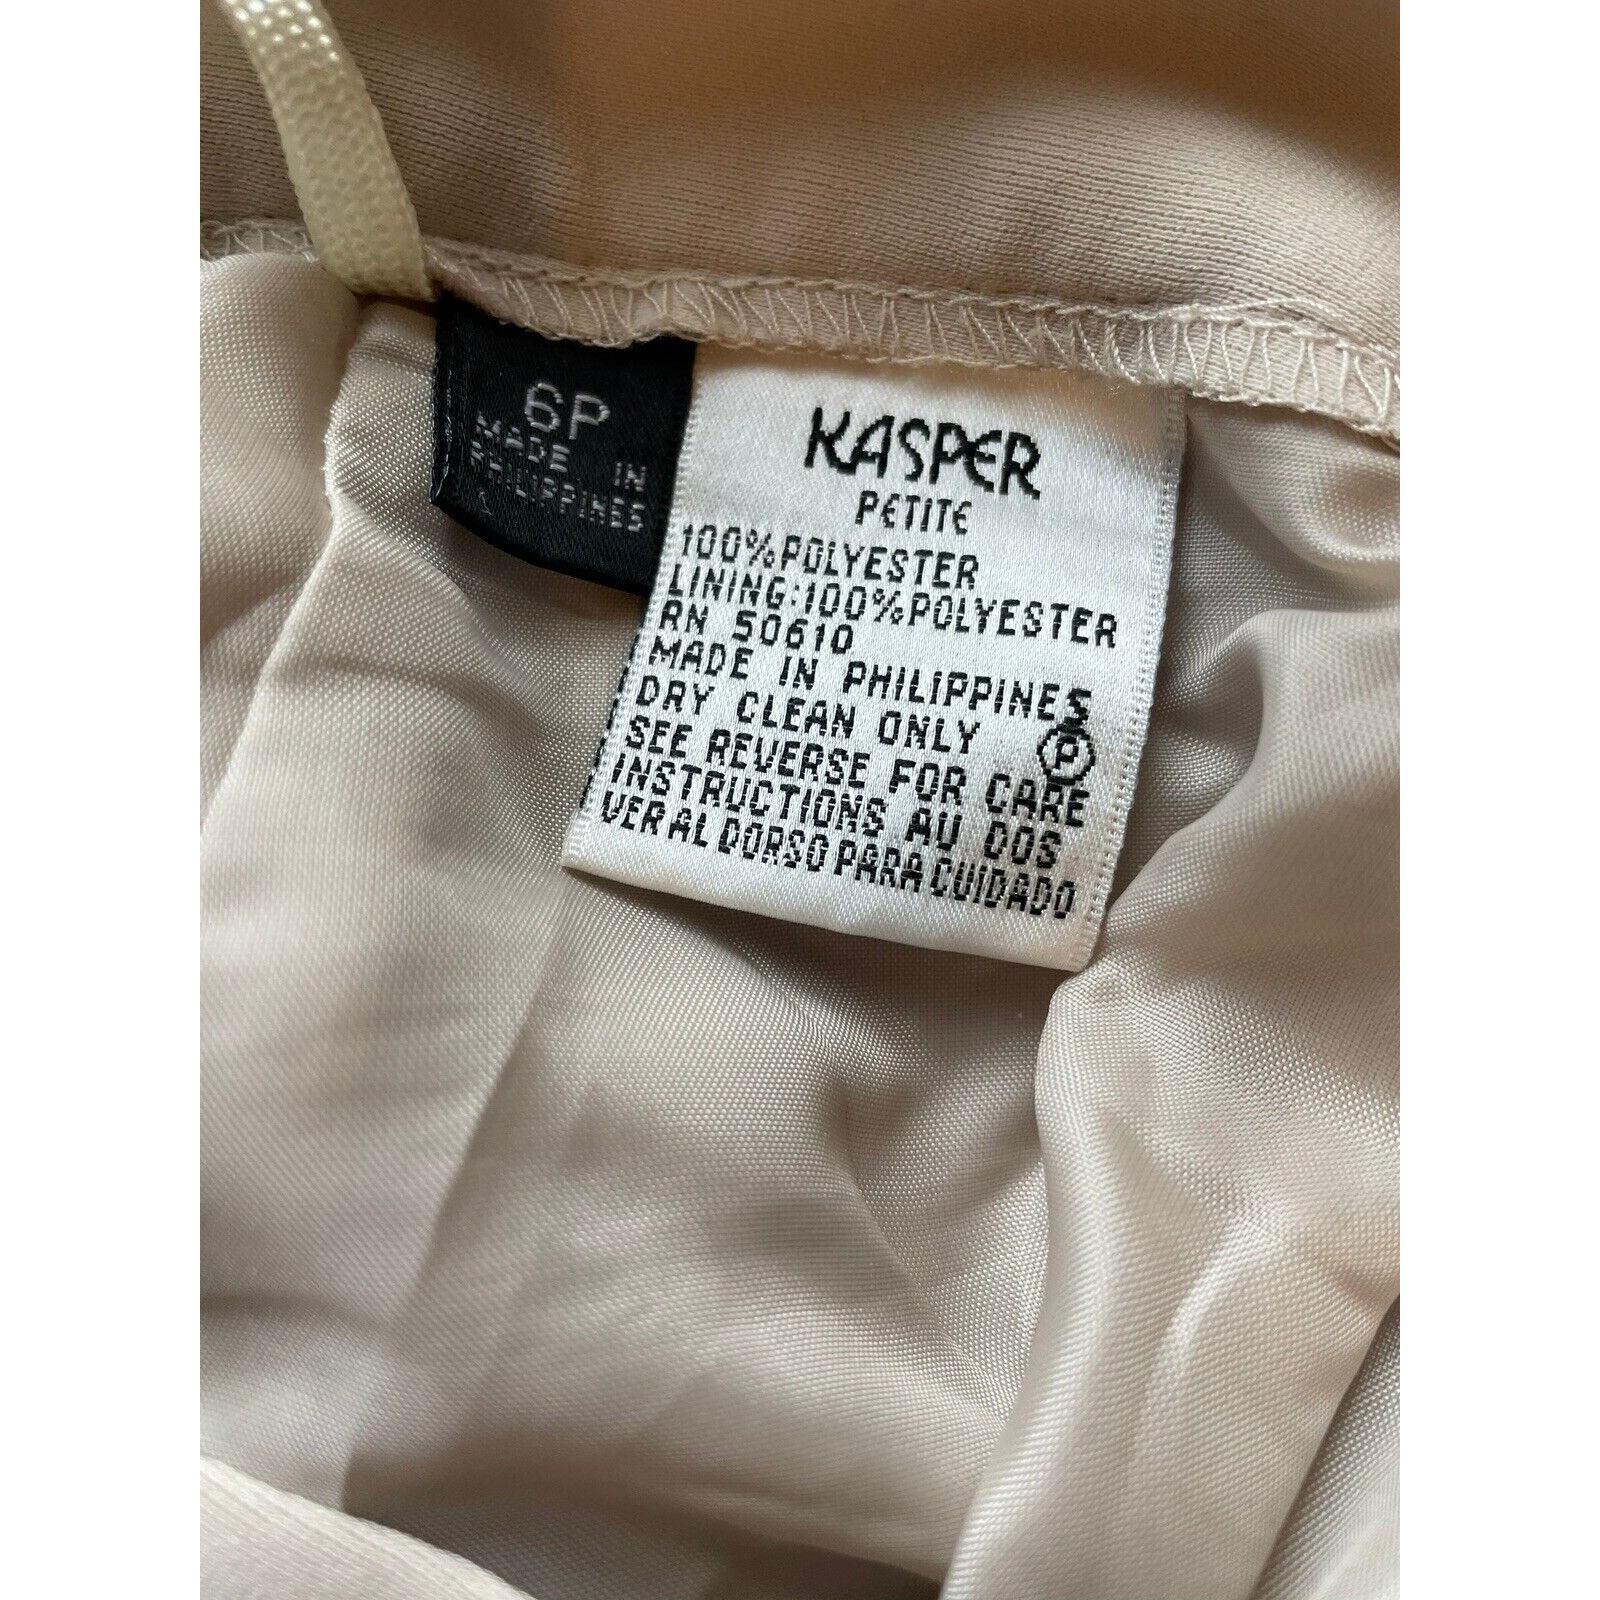 6P
MADE IN
PHILIPPINES
KASPER
PETITE
100%POLYESTER
LINING:100%POLYESTER
RN 50610
MADE IN PHILIPPINES
DRY CLEAN ONLY P
SEE REVERSE FOR CARE
INSTRUCTIONS AU DOS
VER AL DORSO PARA CUIDADO